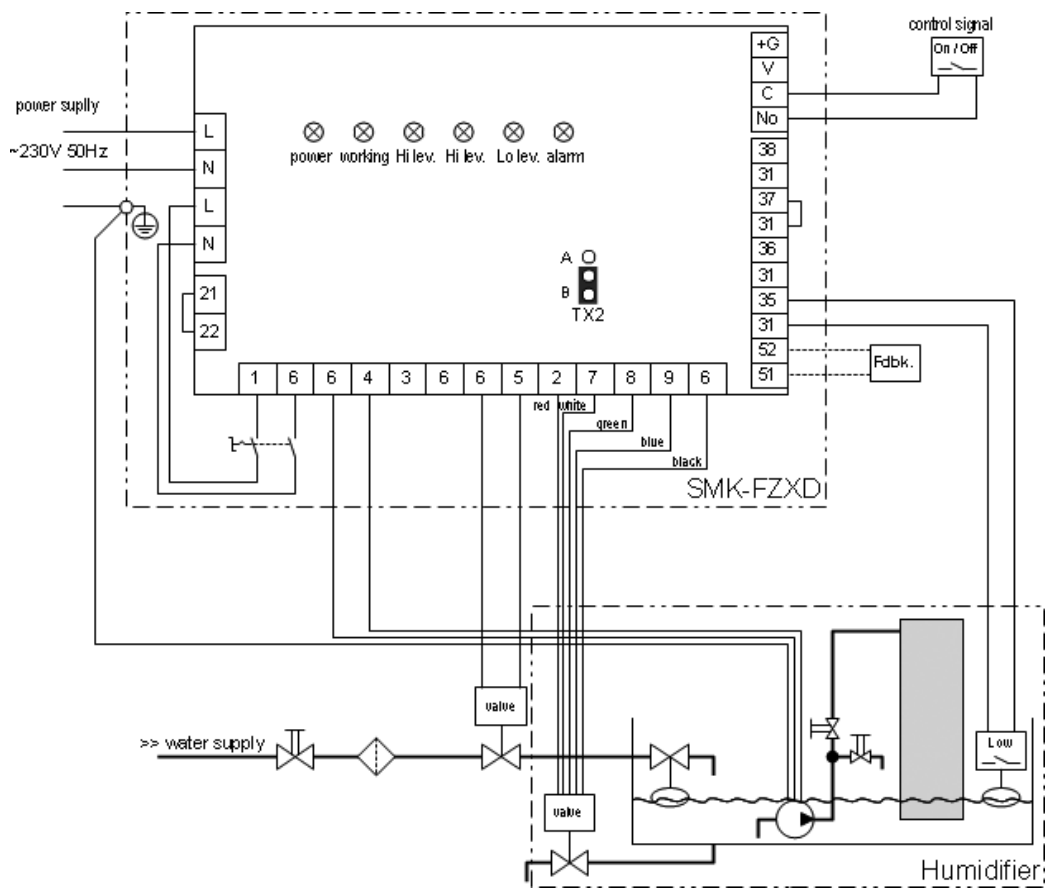 control signal
On / Off
+G
V
C
No
power suplly
~230V 50Hz
L
N
L
N
21
22
power working Hi lev. Hi lev. Lo lev. alarm
A
B
TX2
38
31
37
31
36
31
35
31
52
51
Fdbk.
1 6 6 4 3 6 6 5 2 7 8 9 6
red white
green
blue
black
SMK-FZXD
valve
>> water supply
Low
valve
Humidifier